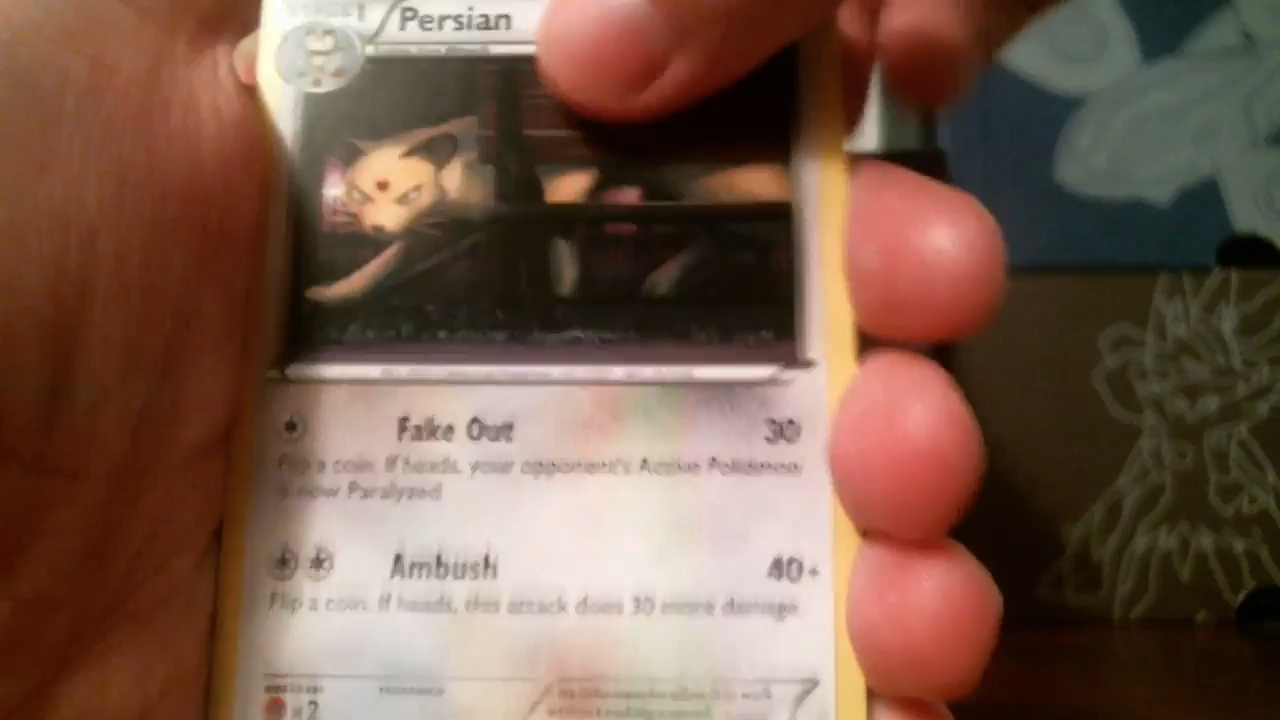 Persian
Fake Out 30
Flip a coin. If heads, your opponent's Active Pokémon
is now Paralyzed.
Ambush 40+
Flip a coin. If heads, this attack does 30 more damage.
×2